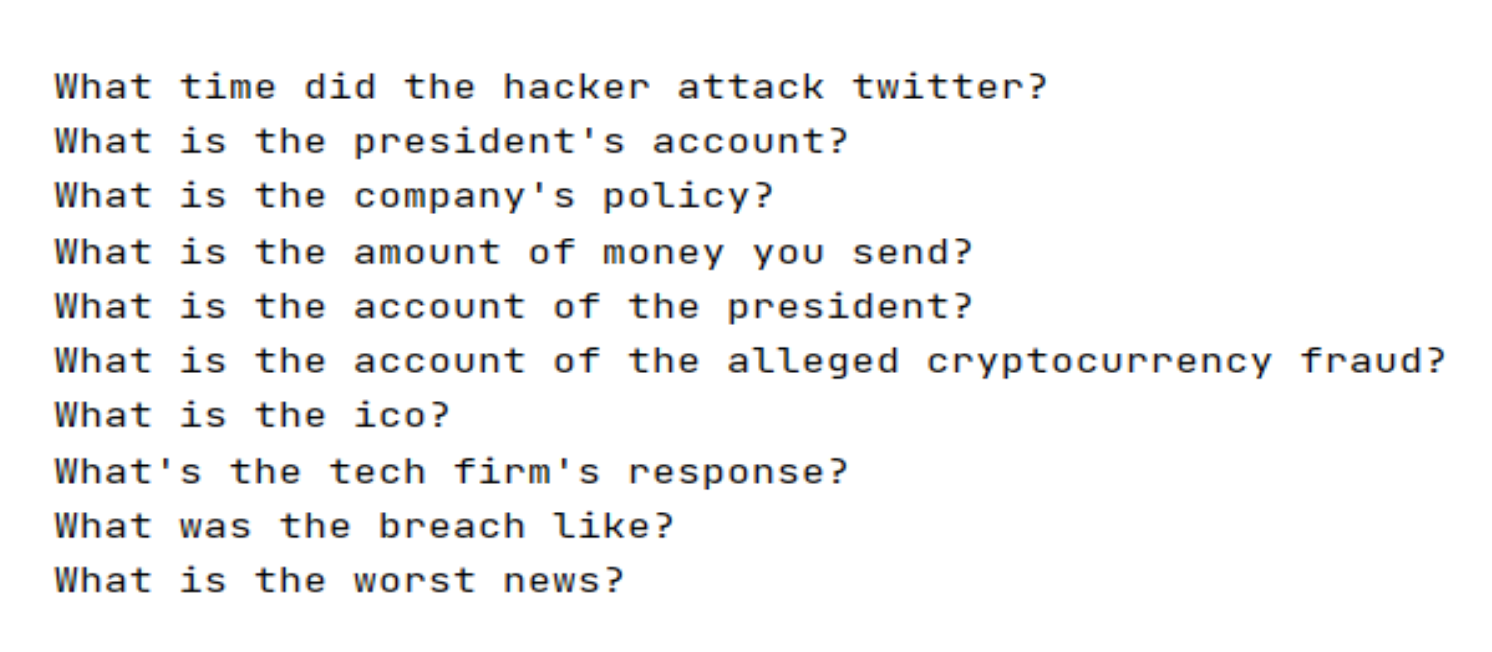 What time did the hacker attack twitter?
What is the president's account?
What is the company's policy?
What is the amount of money you send?
What is the account of the president?
What is the account of the alleged cryptocurrency fraud?
What is the ico?
What's the tech firm's response?
What was the breach like?
What is the worst news?